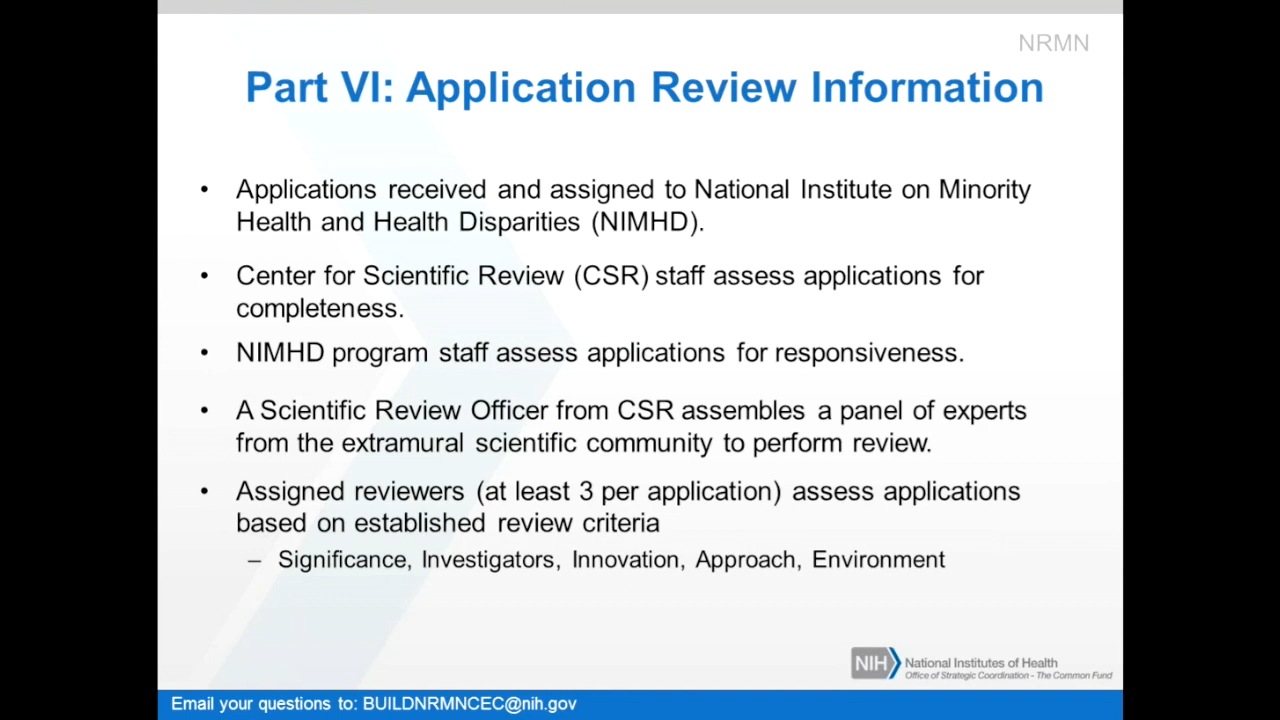 NRMN
Part VI: Application Review Information
• Applications received and assigned to National Institute on Minority
Health and Health Disparities (NIMHD).
• Center for Scientific Review (CSR) staff assess applications for
completeness.
• NIMHD program staff assess applications for responsiveness.
• A Scientific Review Officer from CSR assembles a panel of experts
from the extramural scientific community to perform review.
• Assigned reviewers (at least 3 per application) assess applications
based on established review criteria
– Significance, Investigators, Innovation, Approach, Environment
NIH National Institutes of Health
Office of Strategic Coordination - The Common Fund
Email your questions to: BUILDNRMNCEC@nih.gov